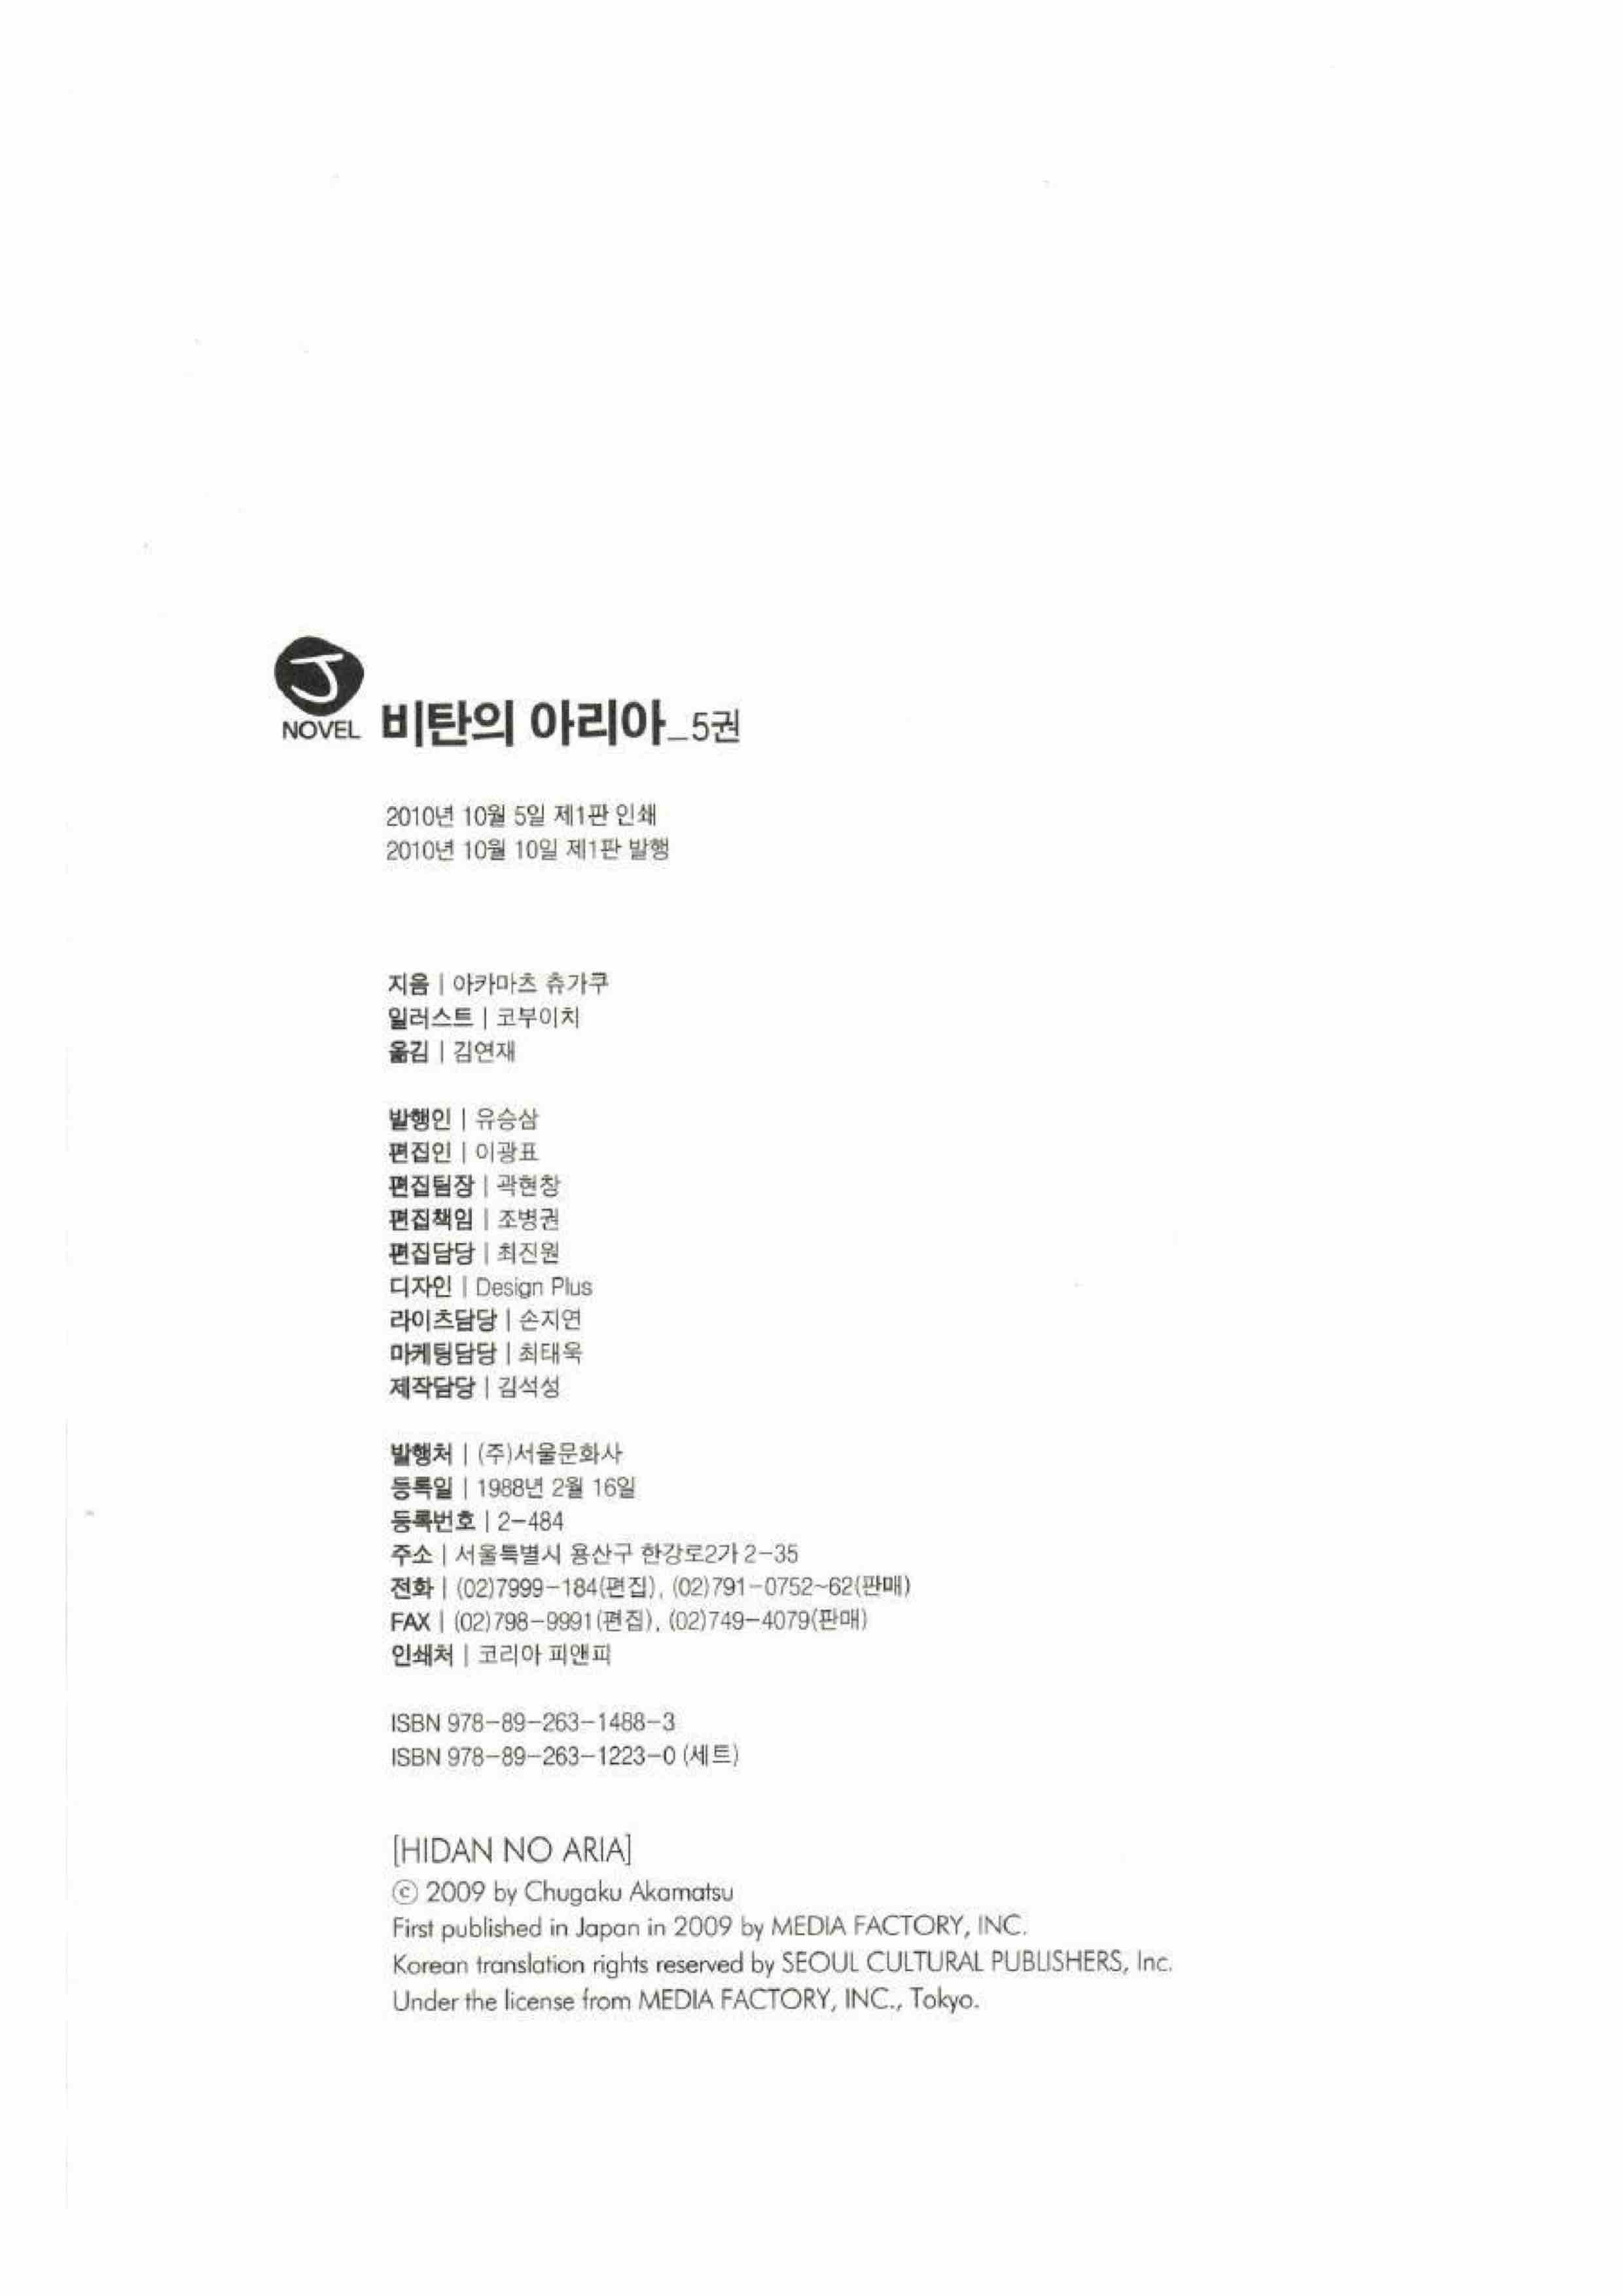 J
NOVEL
비탄의 아리아_5권
2010년 10월 5일 제1판 인쇄
2010년 10월 10일 제1판 발행
지음 | 아카마츠 츄가쿠
일러스트 | 코부이치
옮김 | 김연재
발행인 | 유승삼
편집인 | 이광표
편집팀장 | 곽현창
편집책임 | 조병권
편집담당 | 최진원
디자인 | Design Plus
라이츠담당 | 손지연
마케팅담당 | 최태욱
제작담당 | 김석성
발행처 | (주)서울문화사
등록일 | 1988년 2월 16일
등록번호 | 2-484
주소 | 서울특별시 용산구 한강로2가 2-35
전화 | (02)7999-184(편집), (02)791-0752~62(판매)
FAX | (02)798-9991(편집), (02)749-4079(판매)
인쇄처 | 코리아 피앤피
ISBN 978-89-263-1488-3
ISBN 978-89-263-1223-0 (세트)
[HIDAN NO ARIA]
ⓒ 2009 by Chugaku Akamatsu
First published in Japan in 2009 by MEDIA FACTORY, INC.
Korean translation rights reserved by SEOUL CULTURAL PUBLISHERS, Inc.
Under the license from MEDIA FACTORY, INC., Tokyo.